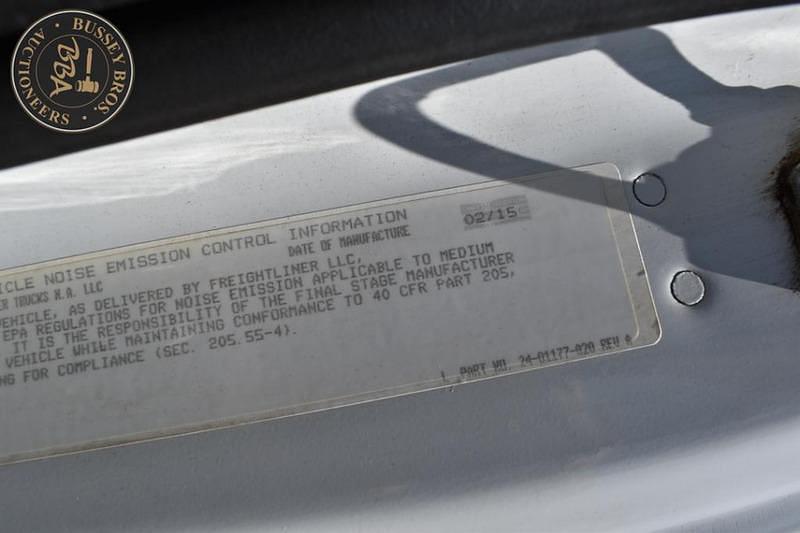 BUSSEY BROS.
AUCTIONEERS
BBA
ICLE NOISE EMISSION CONTROL INFORMATION
02/15
ER TRUCKS N.A. LLC
DATE OF MANUFACTURE
VEHICLE, AS DELIVERED BY FREIGHTLINER LLC,
EPA REGULATIONS FOR NOISE EMISSION APPLICABLE TO MEDIUM
IT IS THE RESPONSIBILITY OF THE FINAL STAGE MANUFACTURER
VEHICLE WHILE MAINTAINING CONFORMANCE TO 40 CFR PART 205,
NG FOR COMPLIANCE (SEC. 205.55-4).
PART NO. 24-01177-020 REV A